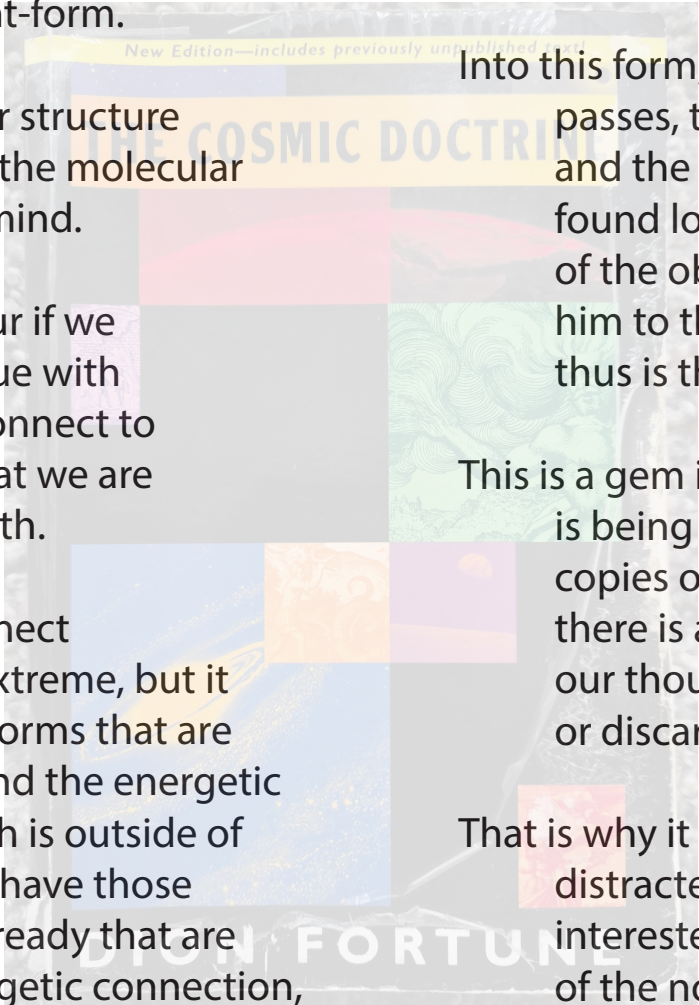 t-form.
r structure
the molecular
mind.
ur if we
ue with
onnect to
at we are
th.
nect
xtreme, but it
orms that are
nd the energetic
h is outside of
have those
ready that are
getic connection,
Into this form,
passes, t
and the
found lo
of the ob
him to th
thus is th
This is a gem i
is being
copies o
there is a
our thou
or discar
That is why it
distracte
intereste
of the no
New Edition—includes previously unpublished text!
THE COSMIC DOCTRINE
DION FORTUNE